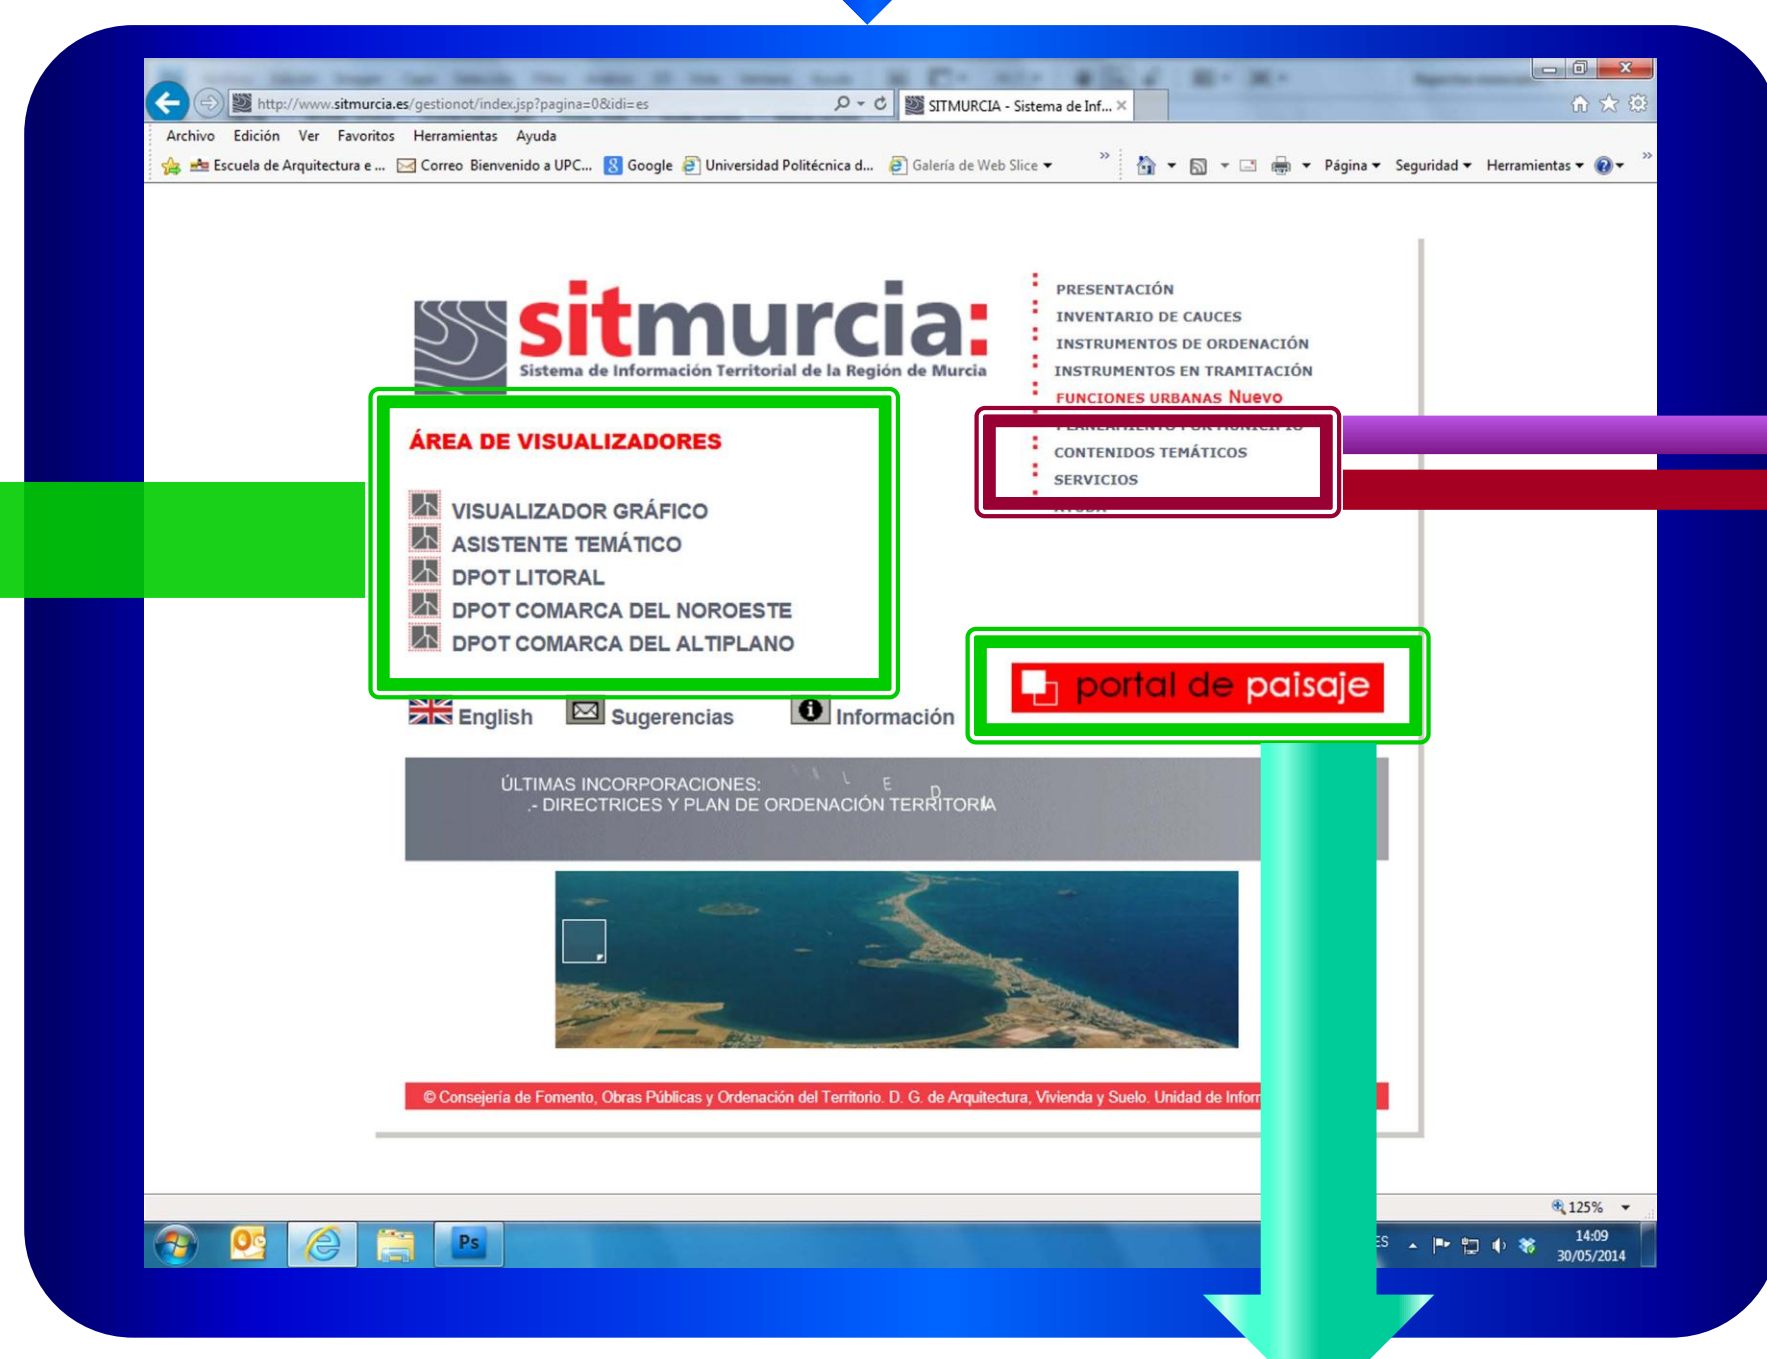 http://www.sitmurcia.es/gestionot/index.jsp?pagina=0&idi=es
SITMURCIA - Sistema de Inf...
Archivo Edición Ver Favoritos Herramientas Ayuda
Escuela de Arquitectura e ... Correo Bienvenido a UPC... Google Universidad Politécnica d... Galería de Web Slice Página Seguridad Herramientas
sitmurcia:
Sistema de Información Territorial de la Región de Murcia
PRESENTACIÓN
INVENTARIO DE CAUCES
INSTRUMENTOS DE ORDENACIÓN
INSTRUMENTOS EN TRAMITACIÓN
FUNCIONES URBANAS Nuevo
PLANEAMIENTO POR MUNICIPIO
CONTENIDOS TEMÁTICOS
SERVICIOS
AYUDA
ÁREA DE VISUALIZADORES
VISUALIZADOR GRÁFICO
ASISTENTE TEMÁTICO
DPOT LITORAL
DPOT COMARCA DEL NOROESTE
DPOT COMARCA DEL ALTIPLANO
portal de paisaje
English Sugerencias Información
ÚLTIMAS INCORPORACIONES:
.- DIRECTRICES Y PLAN DE ORDENACIÓN TERRITORIA
© Consejería de Fomento, Obras Públicas y Ordenación del Territorio. D. G. de Arquitectura, Vivienda y Suelo. Unidad de Infor
125%
Ps
ES
14:09
30/05/2014